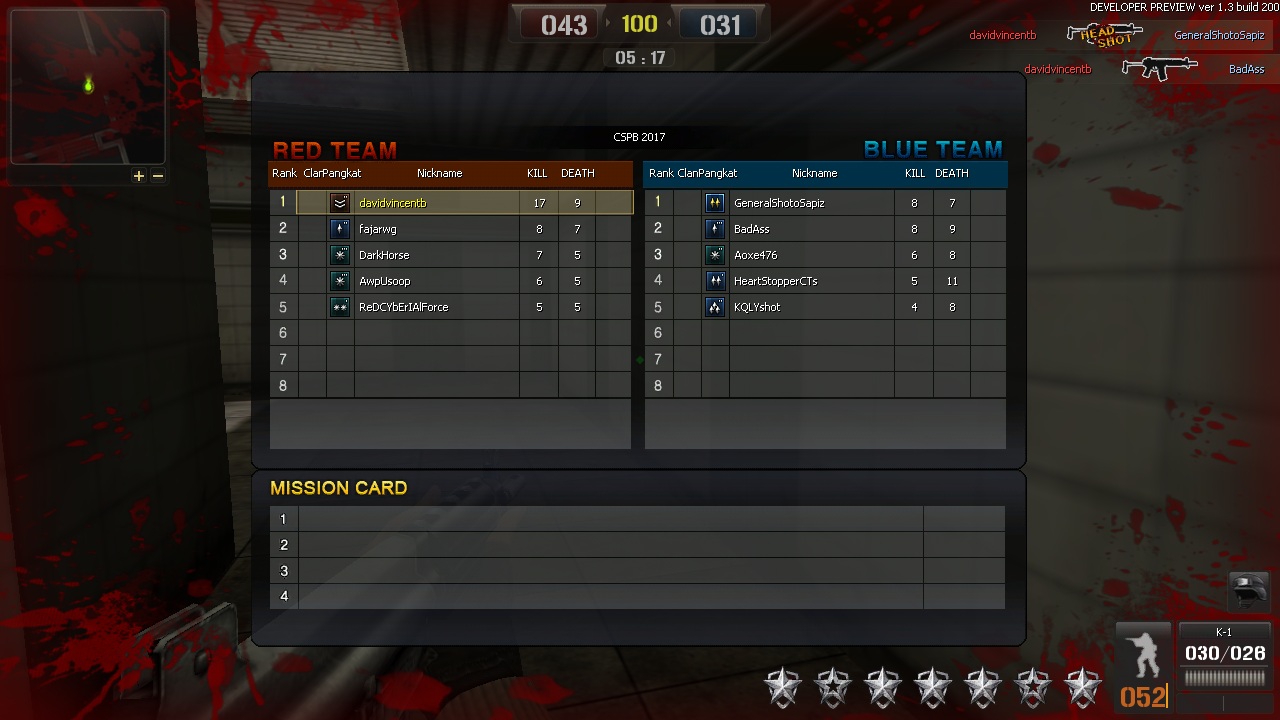 DEVELOPER PREVIEW ver 1.3 build 200
043 100 031
05 : 17
davidvincentb HEAD SHOT GeneralShotoSapiz
davidvincentb BadAss
CSPB 2017
RED TEAM
Rank ClarPangkat Nickname KILL DEATH
1 davidvincentb 17 9
2 fajarwg 8 7
3 DarkHorse 7 5
4 AwpUsoop 6 5
5 ReDCYbErIAlForce 5 5
6
7
8
BLUE TEAM
Rank ClanPangkat Nickname KILL DEATH
1 GeneralShotoSapiz 8 7
2 BadAss 8 9
3 Aoxe476 6 8
4 HeartStopperCTs 5 11
5 KQLYshot 4 8
6
7
8
MISSION CARD
1
2
3
4
K-1
030/026
052